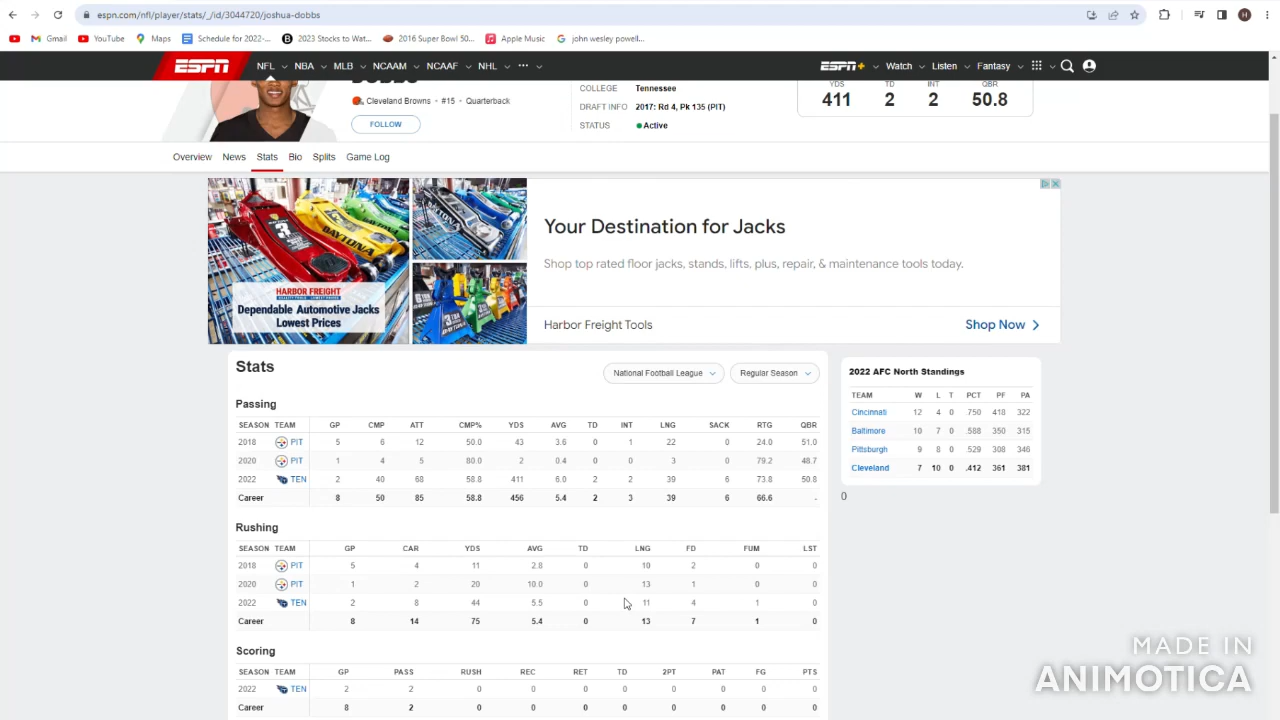 espn.com/nfl/player/stats/_/id/3044720/joshua-dobbs
H
Gmail YouTube Maps Schedule for 2022-... 2023 Stocks to Wat... 2016 Super Bowl 50... Apple Music john wesley powell...
ESPN NFL NBA MLB NCAAM NCAAF NHL ESPN+ Watch Listen Fantasy
DOBBS
Cleveland Browns • #15 • Quarterback
FOLLOW
COLLEGE Tennessee
DRAFT INFO 2017: Rd 4, Pk 135 (PIT)
STATUS Active
YDS TD INT QBR
411 2 2 50.8
Overview News Stats Bio Splits Game Log
HARBOR FREIGHT
QUALITY TOOLS LOWEST PRICES
Dependable Automotive Jacks
Lowest Prices
DAYTONA
Your Destination for Jacks
Shop top rated floor jacks, stands, lifts, plus, repair, & maintenance tools today.
Harbor Freight Tools Shop Now
Stats
National Football League Regular Season
Passing
SEASON TEAM GP CMP ATT CMP% YDS AVG TD INT LNG SACK RTG QBR
2018 PIT 5 6 12 50.0 43 3.6 0 1 22 0 24.0 51.0
2020 PIT 1 4 5 80.0 2 0.4 0 0 3 0 79.2 48.7
2022 TEN 2 40 68 58.8 411 6.0 2 2 39 6 73.8 50.8
Career 8 50 85 58.8 456 5.4 2 3 39 6 66.6 -
Rushing
SEASON TEAM GP CAR YDS AVG TD LNG FD FUM LST
2018 PIT 5 4 11 2.8 0 10 2 0 0
2020 PIT 1 2 20 10.0 0 13 1 0 0
2022 TEN 2 8 44 5.5 0 11 4 1 0
Career 8 14 75 5.4 0 13 7 1 0
Scoring
SEASON TEAM GP PASS RUSH REC RET TD 2PT PAT FG PTS
2022 TEN 2 2 0 0 0 0 0 0 0 0
Career 8 2 0 0 0 0 0 0 0 0
2022 AFC North Standings
TEAM W L T PCT PF PA
Cincinnati 12 4 0 .750 418 322
Baltimore 10 7 0 .588 350 315
Pittsburgh 9 8 0 .529 308 346
Cleveland 7 10 0 .412 361 381
0
MADE IN
ANIMOTICA